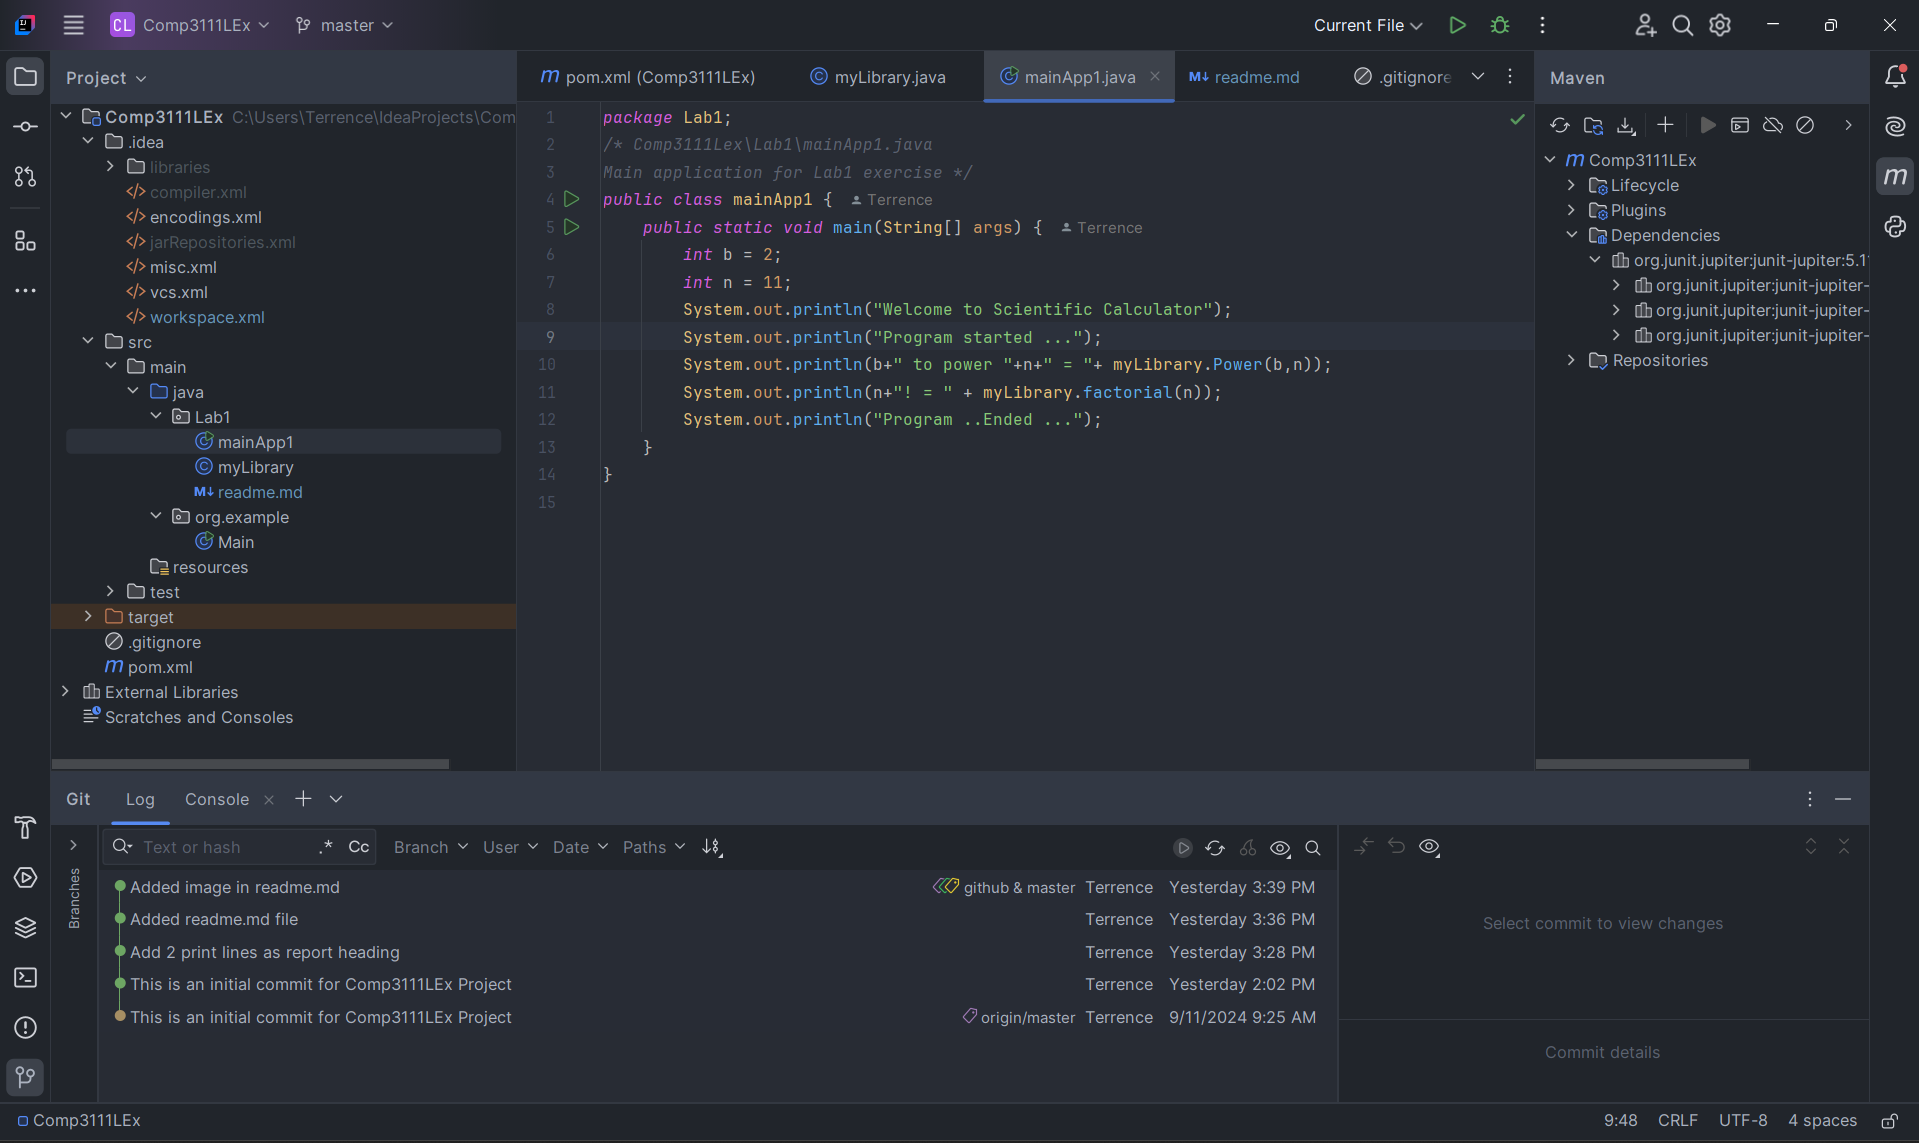 CL Comp3111LEx master Current File
Project
pom.xml (Comp3111LEx) myLibrary.java mainApp1.java readme.md .gitignore
Maven
Comp3111LEx C:\Users\Terrence\IdeaProjects\Com
.idea
libraries
compiler.xml
encodings.xml
jarRepositories.xml
misc.xml
vcs.xml
workspace.xml
src
main
java
Lab1
mainApp1
myLibrary
readme.md
org.example
Main
resources
test
target
.gitignore
pom.xml
External Libraries
Scratches and Consoles
1 package Lab1;
2 /* Comp3111Lex\Lab1\mainApp1.java
3 Main application for Lab1 exercise */
4 public class mainApp1 { Terrence
5 public static void main(String[] args) { Terrence
6 int b = 2;
7 int n = 11;
8 System.out.println("Welcome to Scientific Calculator");
9 System.out.println("Program started ...");
10 System.out.println(b+" to power "+n+" = "+ myLibrary.Power(b,n));
11 System.out.println(n+"! = " + myLibrary.factorial(n));
12 System.out.println("Program ..Ended ...");
13 }
14 }
15
Comp3111LEx
Lifecycle
Plugins
Dependencies
org.junit.jupiter:junit-jupiter:5.1
org.junit.jupiter:junit-jupiter-
org.junit.jupiter:junit-jupiter-
org.junit.jupiter:junit-jupiter-
Repositories
Git Log Console
Branches
Text or hash .* Cc Branch User Date Paths
Added image in readme.md github & master Terrence Yesterday 3:39 PM
Added readme.md file Terrence Yesterday 3:36 PM
Add 2 print lines as report heading Terrence Yesterday 3:28 PM
This is an initial commit for Comp3111LEx Project Terrence Yesterday 2:02 PM
This is an initial commit for Comp3111LEx Project origin/master Terrence 9/11/2024 9:25 AM
Select commit to view changes
Commit details
Comp3111LEx 9:48 CRLF UTF-8 4 spaces